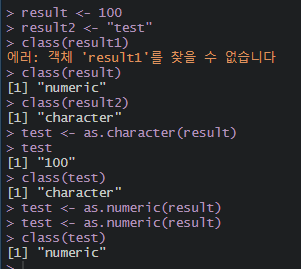 > result <- 100
> result2 <- "test"
> class(result1)
에러: 객체 'result1'를 찾을 수 없습니다
> class(result)
[1] "numeric"
> class(result2)
[1] "character"
> test <- as.character(result)
> test
[1] "100"
> class(test)
[1] "character"
> test <- as.numeric(result)
> test <- as.numeric(result)
> class(test)
[1] "numeric"
>